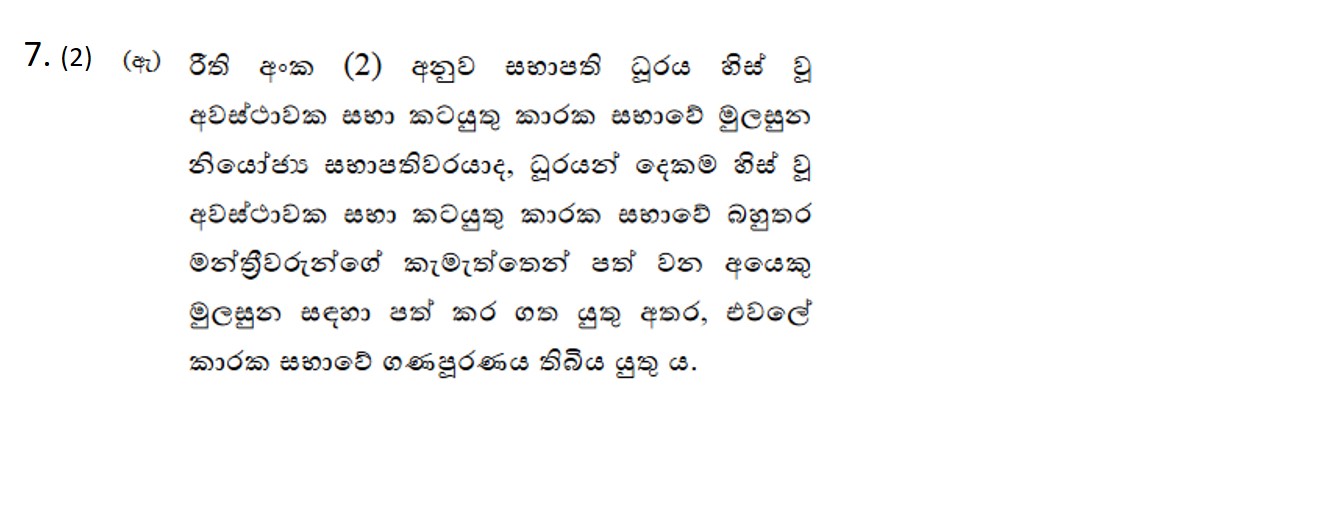 7. (2) (ඇ) රීති අංක (2) අනුව සභාපති ධූරය හිස් වූ
අවස්ථාවක සභා කටයුතු කාරක සභාවේ මුලසුන
නියෝජ්‍ය සභාපතිවරයාද, ධූරයන් දෙකම හිස් වූ
අවස්ථාවක සභා කටයුතු කාරක සභාවේ බහුතර
මන්ත්‍රීවරුන්ගේ කැමැත්තෙන් පත් වන අයෙකු
මුලසුන සඳහා පත් කර ගත යුතු අතර, එවලේ
කාරක සභාවේ ගණපූරණය තිබිය යුතු ය.